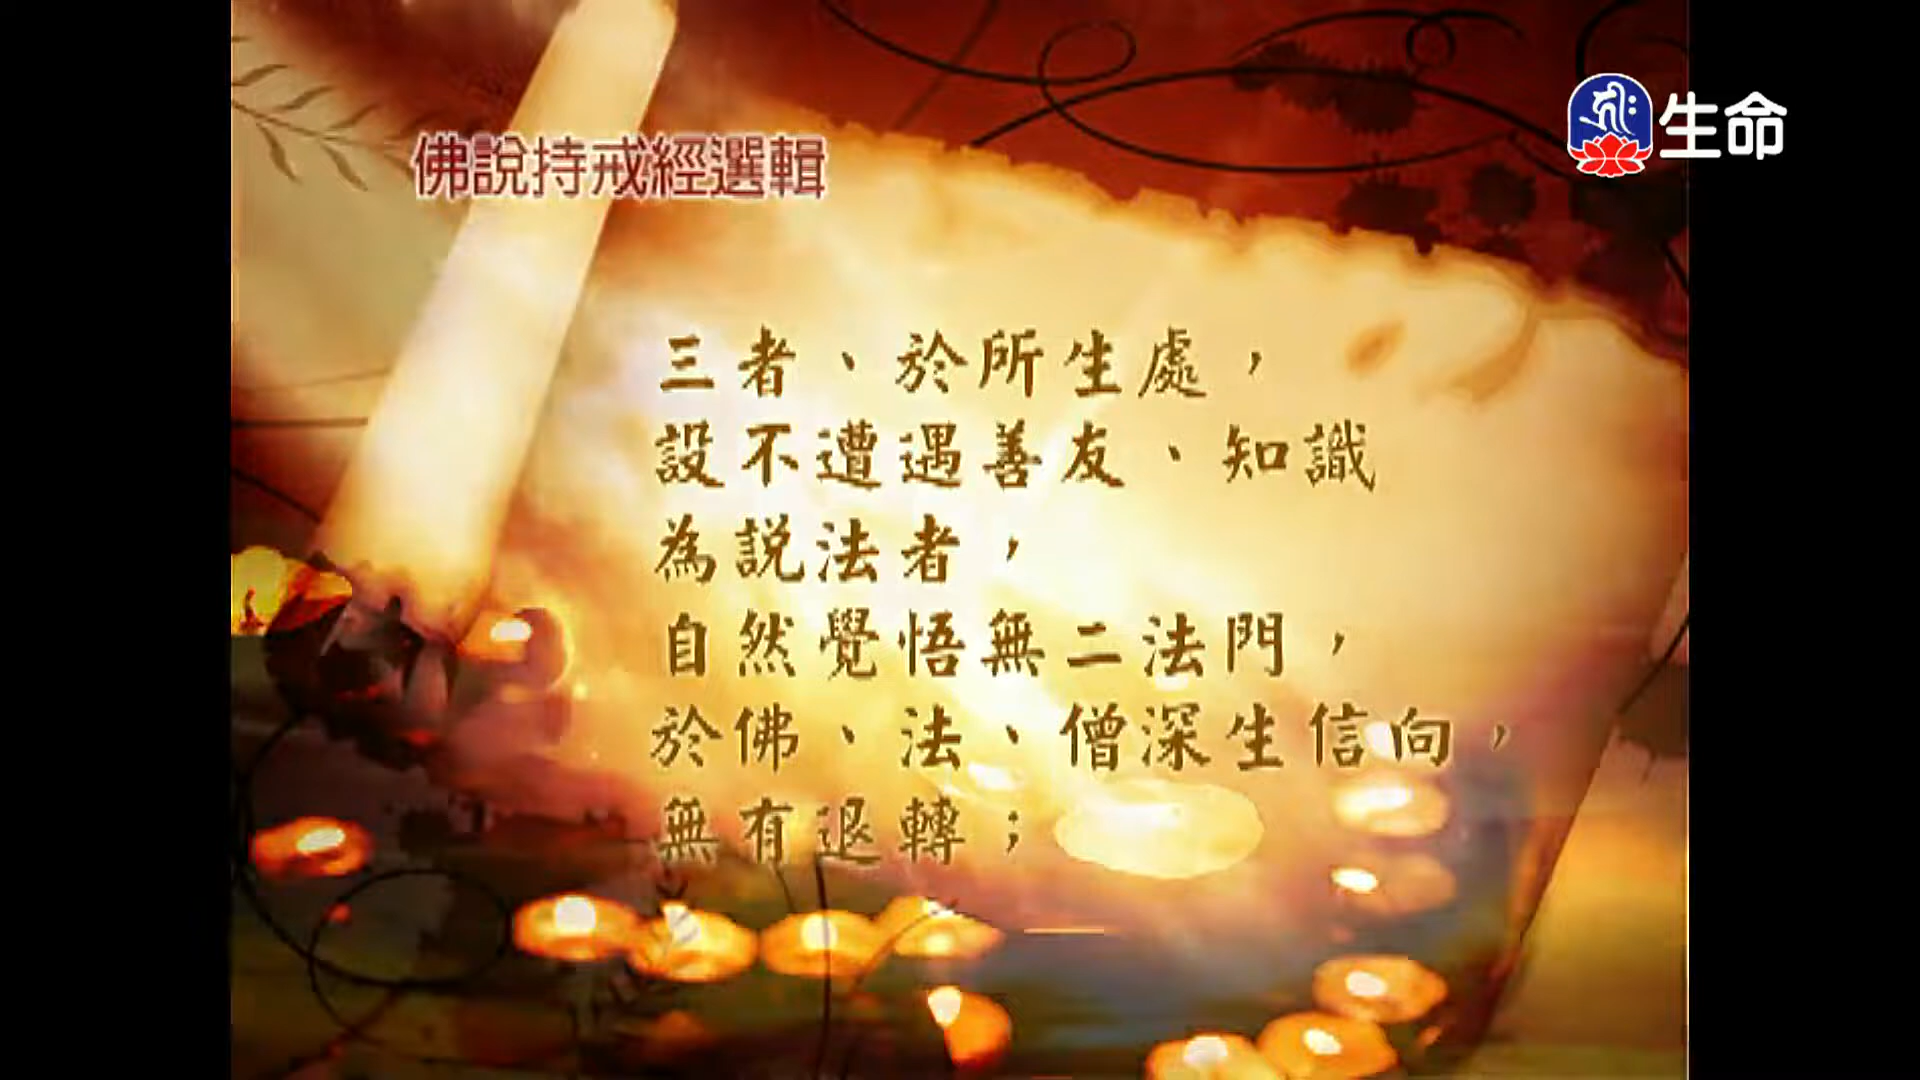 佛說持戒經選輯
生命
三者、於所生處，
設不遭遇善友、知識
為說法者，
自然覺悟無二法門，
於佛、法、僧深生信向，
無有退轉；